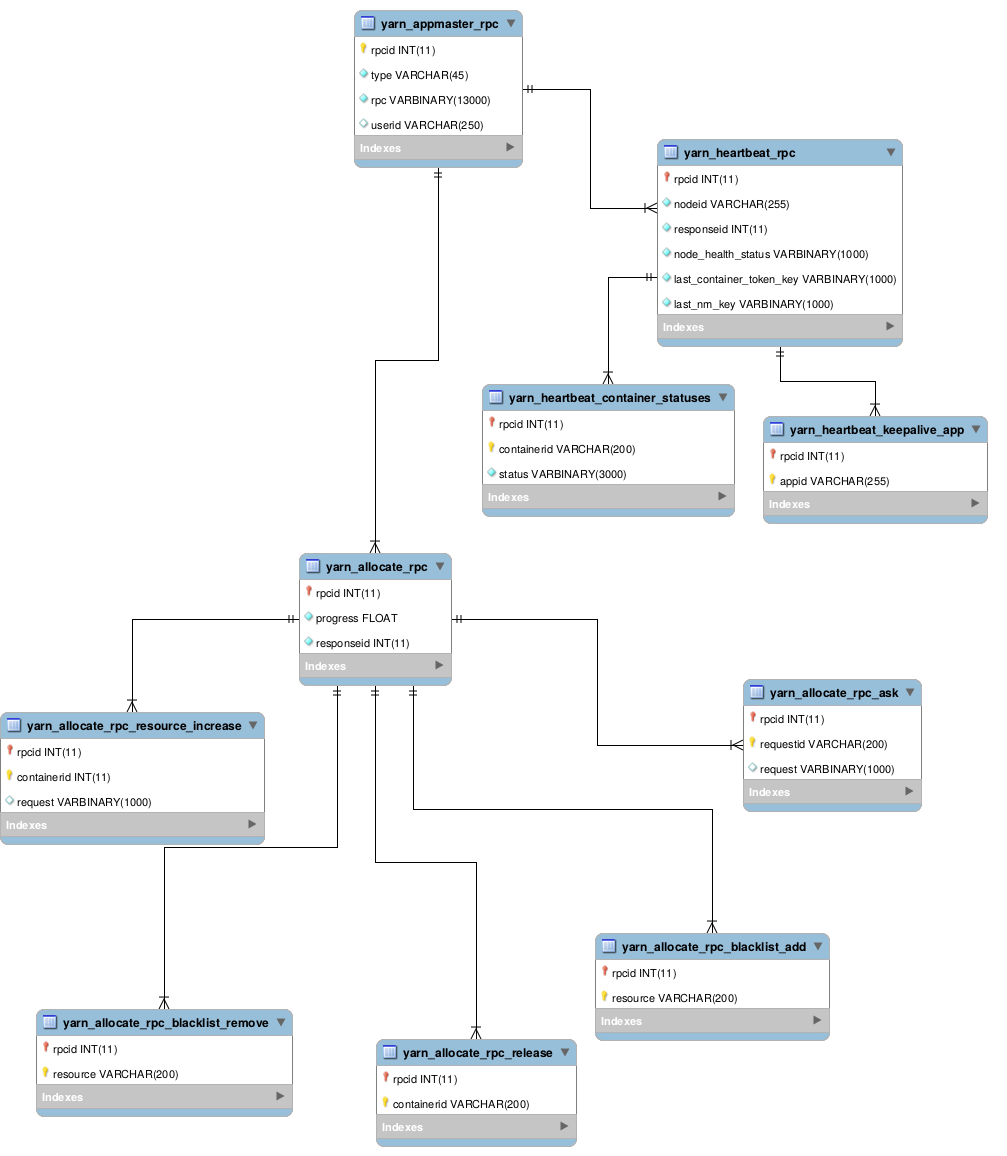 yarn_appmaster_rpc
rpcid INT(11)
type VARCHAR(45)
rpc VARBINARY(13000)
userid VARCHAR(250)
Indexes
yarn_heartbeat_rpc
rpcid INT(11)
nodeid VARCHAR(255)
responseid INT(11)
node_health_status VARBINARY(1000)
last_container_token_key VARBINARY(1000)
last_nm_key VARBINARY(1000)
Indexes
yarn_heartbeat_container_statuses
rpcid INT(11)
containerid VARCHAR(200)
status VARBINARY(3000)
Indexes
yarn_heartbeat_keepalive_app
rpcid INT(11)
appid VARCHAR(255)
Indexes
yarn_allocate_rpc
rpcid INT(11)
progress FLOAT
responseid INT(11)
Indexes
yarn_allocate_rpc_resource_increase
rpcid INT(11)
containerid INT(11)
request VARBINARY(1000)
Indexes
yarn_allocate_rpc_ask
rpcid INT(11)
requestid VARCHAR(200)
request VARBINARY(1000)
Indexes
yarn_allocate_rpc_blacklist_add
rpcid INT(11)
resource VARCHAR(200)
Indexes
yarn_allocate_rpc_blacklist_remove
rpcid INT(11)
resource VARCHAR(200)
Indexes
yarn_allocate_rpc_release
rpcid INT(11)
containerid VARCHAR(200)
Indexes